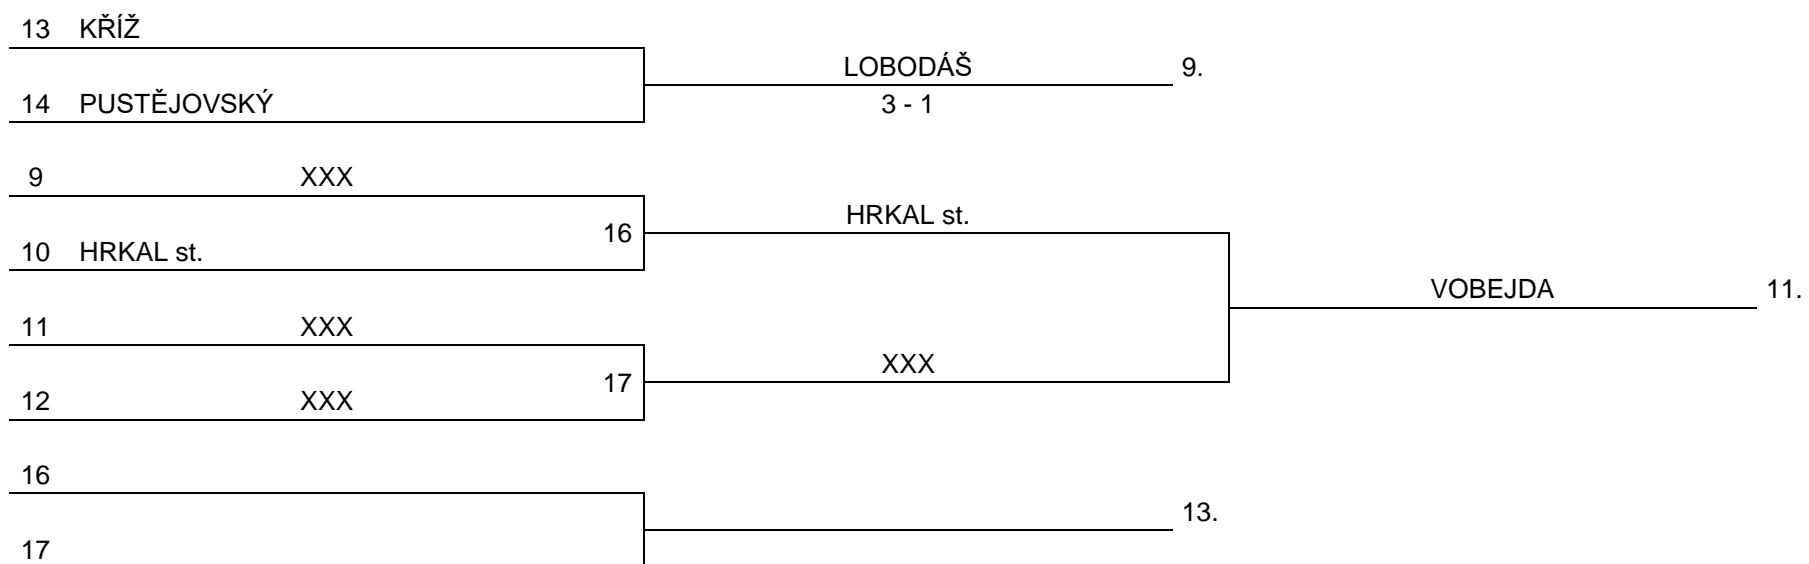 13 KŘÍŽ
LOBODÁŠ 9.
14 PUSTĚJOVSKÝ 3 - 1
9 XXX
HRKAL st.
16
10 HRKAL st.
VOBEJDA 11.
11 XXX
XXX
17
12 XXX
16
13.
17